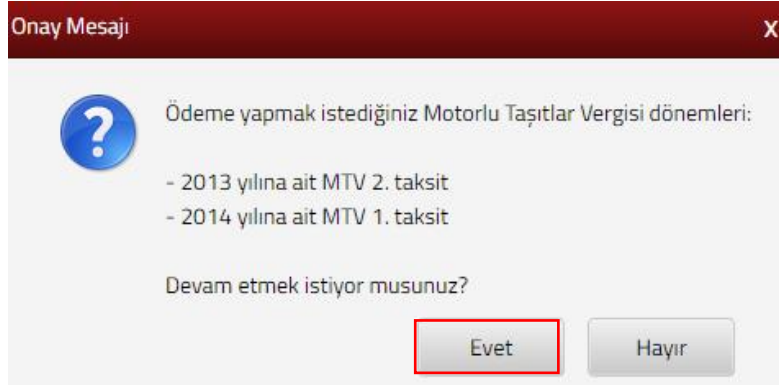 Onay Mesajı
X
Ödeme yapmak istediğiniz Motorlu Taşıtlar Vergisi dönemleri:
- 2013 yılına ait MTV 2. taksit
- 2014 yılına ait MTV 1. taksit
Devam etmek istiyor musunuz?
Evet
Hayır